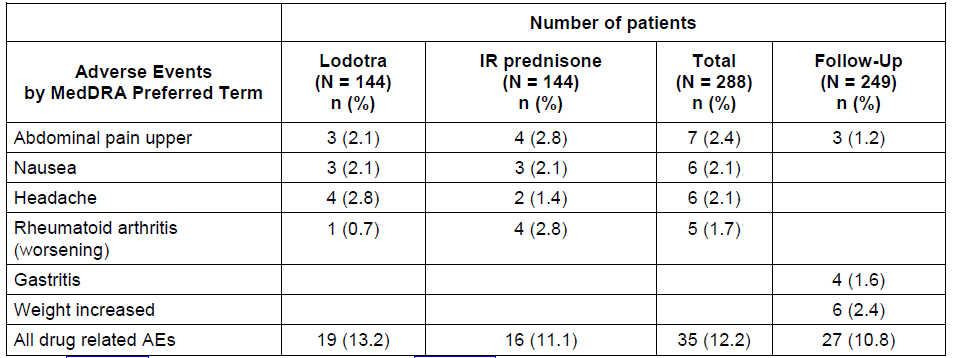 Number of patients
Adverse Events by MedDRA Preferred Term | Lodotra (N = 144) n (%) | IR prednisone (N = 144) n (%) | Total (N = 288) n (%) | Follow-Up (N = 249) n (%)
Abdominal pain upper 3 (2.1) 4 (2.8) 7 (2.4) 3 (1.2)
Nausea 3 (2.1) 3 (2.1) 6 (2.1)
Headache 4 (2.8) 2 (1.4) 6 (2.1)
Rheumatoid arthritis (worsening) 1 (0.7) 4 (2.8) 5 (1.7)
Gastritis 4 (1.6)
Weight increased 6 (2.4)
All drug related AEs 19 (13.2) 16 (11.1) 35 (12.2) 27 (10.8)